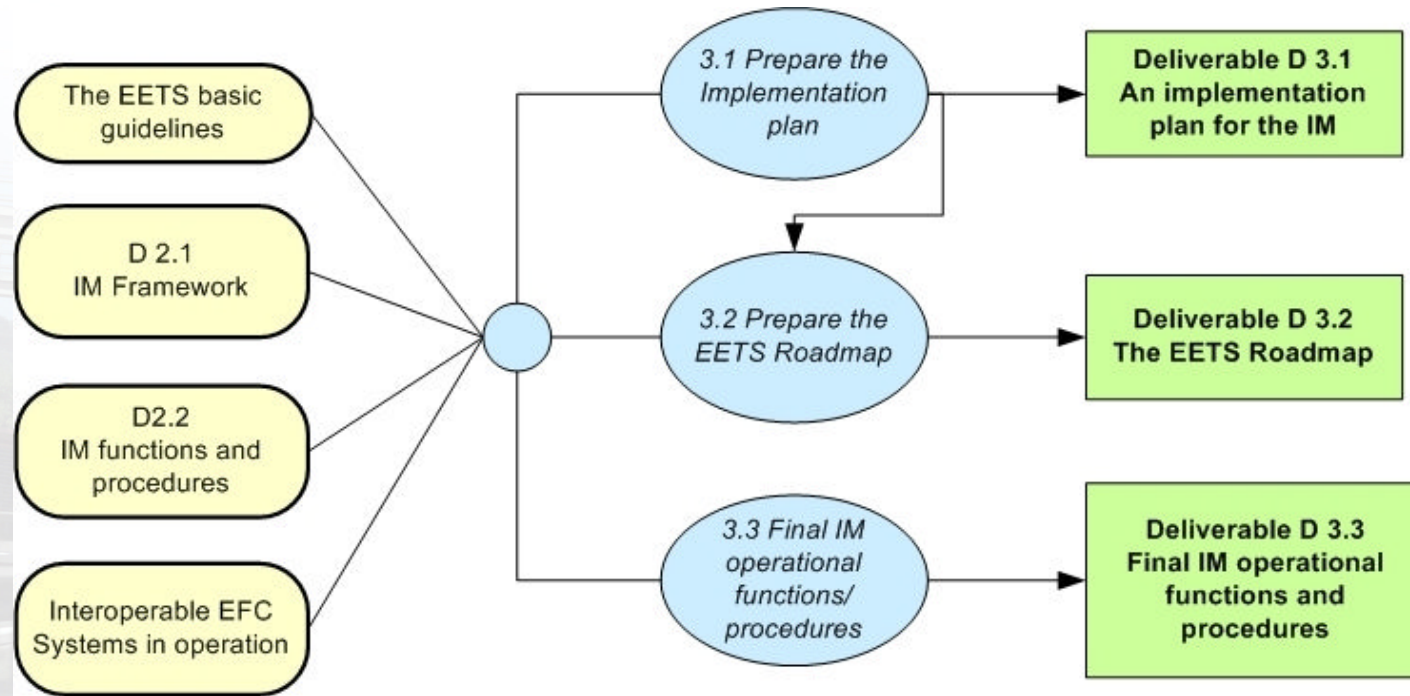 The EETS basic
guidelines
D 2.1
IM Framework
D2.2
IM functions and
procedures
Interoperable EFC
Systems in operation
3.1 Prepare the
Implementation
plan
3.2 Prepare the
EETS Roadmap
3.3 Final IM
operational
functions/
procedures
Deliverable D 3.1
An implementation
plan for the IM
Deliverable D 3.2
The EETS Roadmap
Deliverable D 3.3
Final IM operational
functions and
procedures